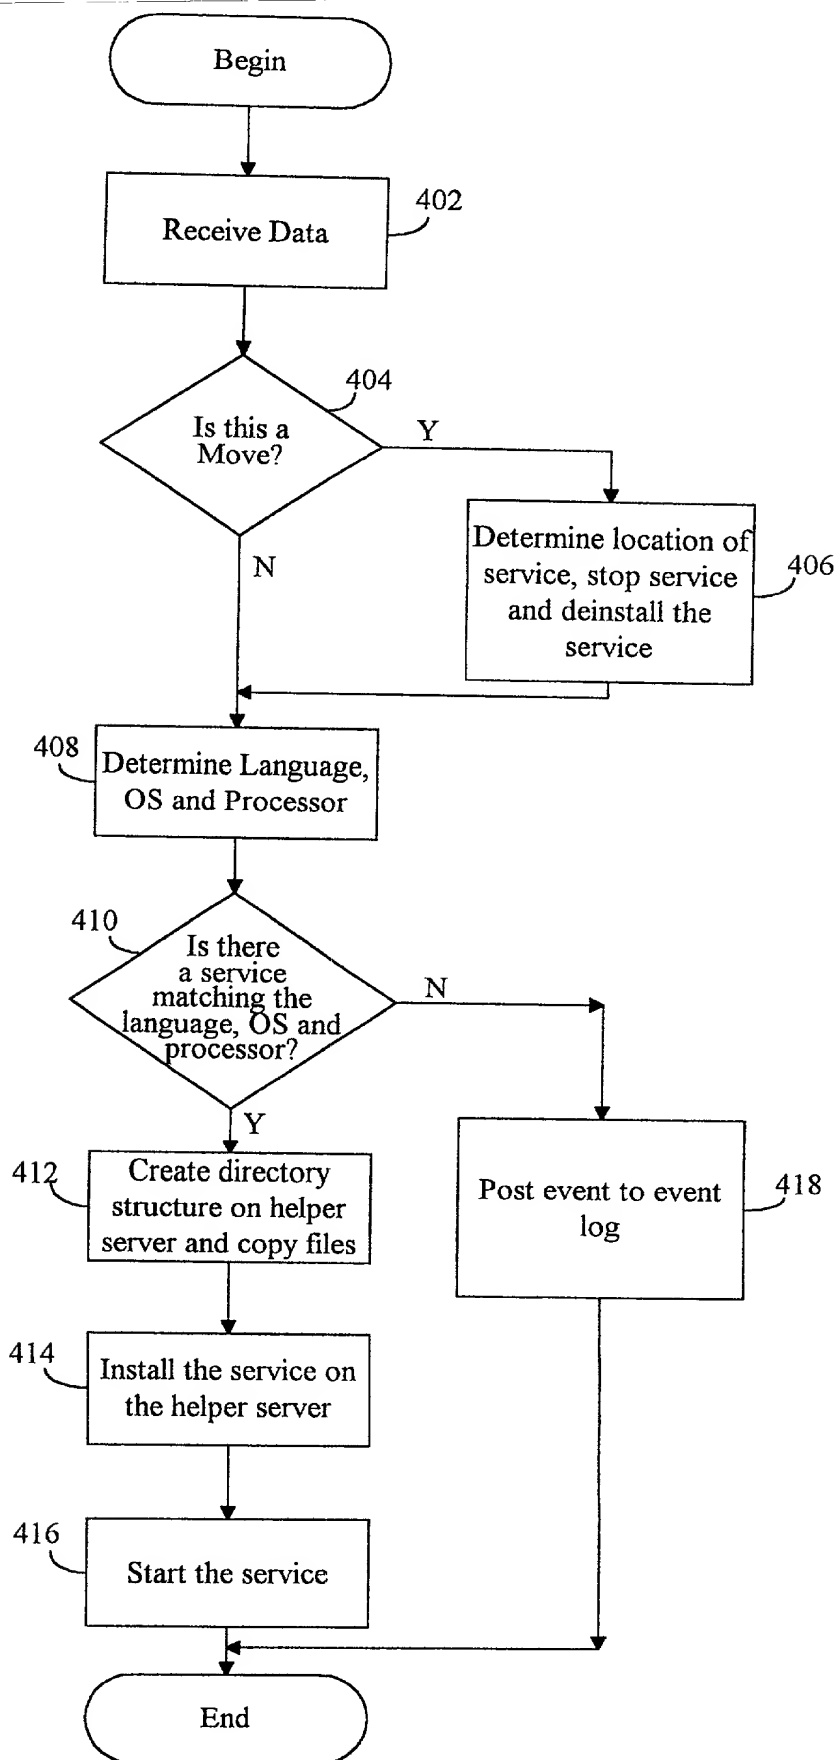 Begin
Receive Data
402
Is this a
Move?
404
Y
N
Determine location of
service, stop service
and deinstall the
service
406
408
Determine Language,
OS and Processor
410
Is there
a service
matching the
language, OS and
processor?
N
Y
412
Create directory
structure on helper
server and copy files
Post event to event
log
418
414
Install the service on
the helper server
416
Start the service
End